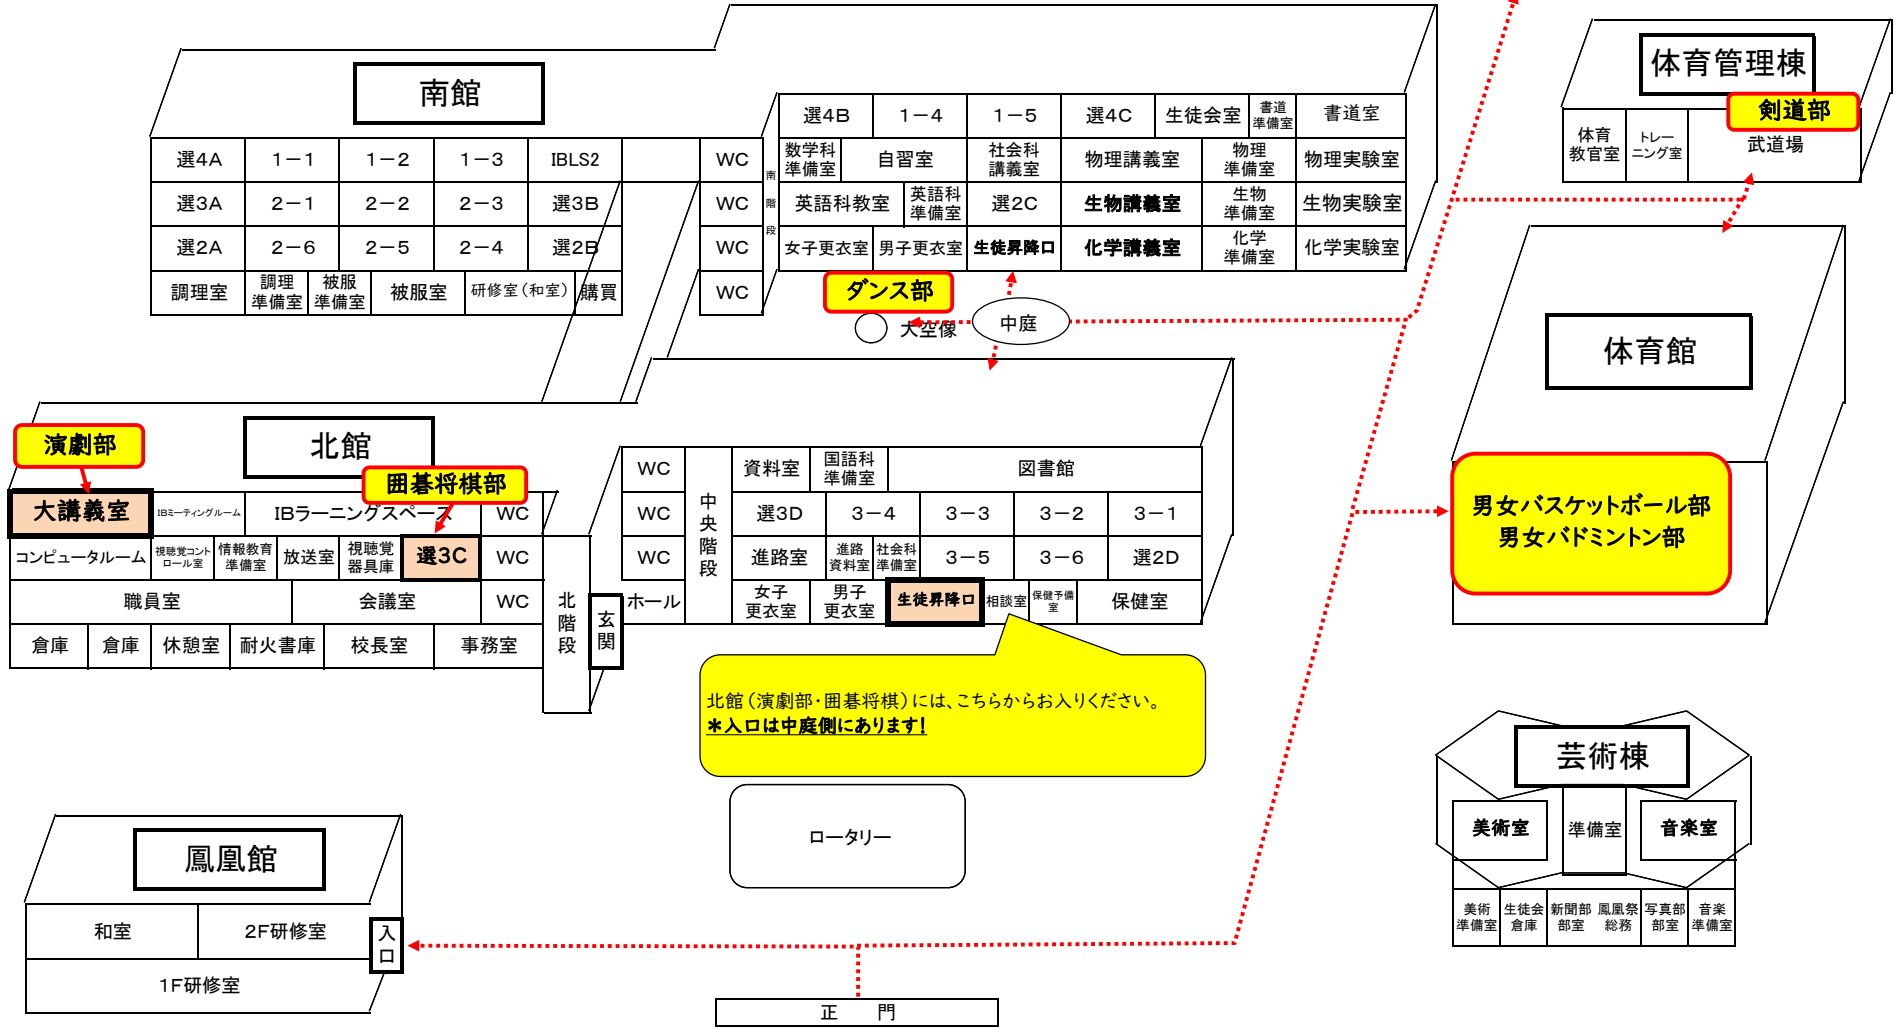 南館
選4B 1－4 1－5 選4C 生徒会室 書道準備室 書道室
選4A 1－1 1－2 1－3 IBLS2 WC 数学科準備室 自習室 社会科講義室 物理講義室 物理準備室 物理実験室
選3A 2－1 2－2 2－3 選3B WC 英語科教室 英語科準備室 選2C 生物講義室 生物準備室 生物実験室
選2A 2－6 2－5 2－4 選2B WC 女子更衣室 男子更衣室 生徒昇降口 化学講義室 化学準備室 化学実験室
調理室 調理準備室 被服準備室 被服室 研修室（和室） 購買 WC
南階段
ダンス部
大空像
中庭
体育管理棟
剣道部
体育教官室 トレーニング室 武道場
体育館
男女バスケットボール部
男女バドミントン部
北館
演劇部
囲碁将棋部
大講義室 IBミーティングルーム IBラーニングスペース WC
コンピュータルーム 視聴覚コントロール室 情報教育準備室 放送室 視聴覚器具庫 選3C WC
職員室 会議室 WC
倉庫 倉庫 休憩室 耐火書庫 校長室 事務室
北階段
玄関
WC 資料室 国語科準備室 図書館
WC 選3D 3－4 3－3 3－2 3－1
WC 進路室 進路資料室 社会科準備室 3－5 3－6 選2D
ホール 女子更衣室 男子更衣室 生徒昇降口 相談室 保健予備室 保健室
中央階段
北館（演劇部・囲碁将棋）には、こちらからお入りください。
＊入口は中庭側にあります！
ロータリー
芸術棟
美術室 準備室 音楽室
美術準備室 生徒会倉庫 新聞部部室 鳳凰祭総務 写真部部室 音楽準備室
鳳凰館
和室 2F研修室
1F研修室
入口
正　門